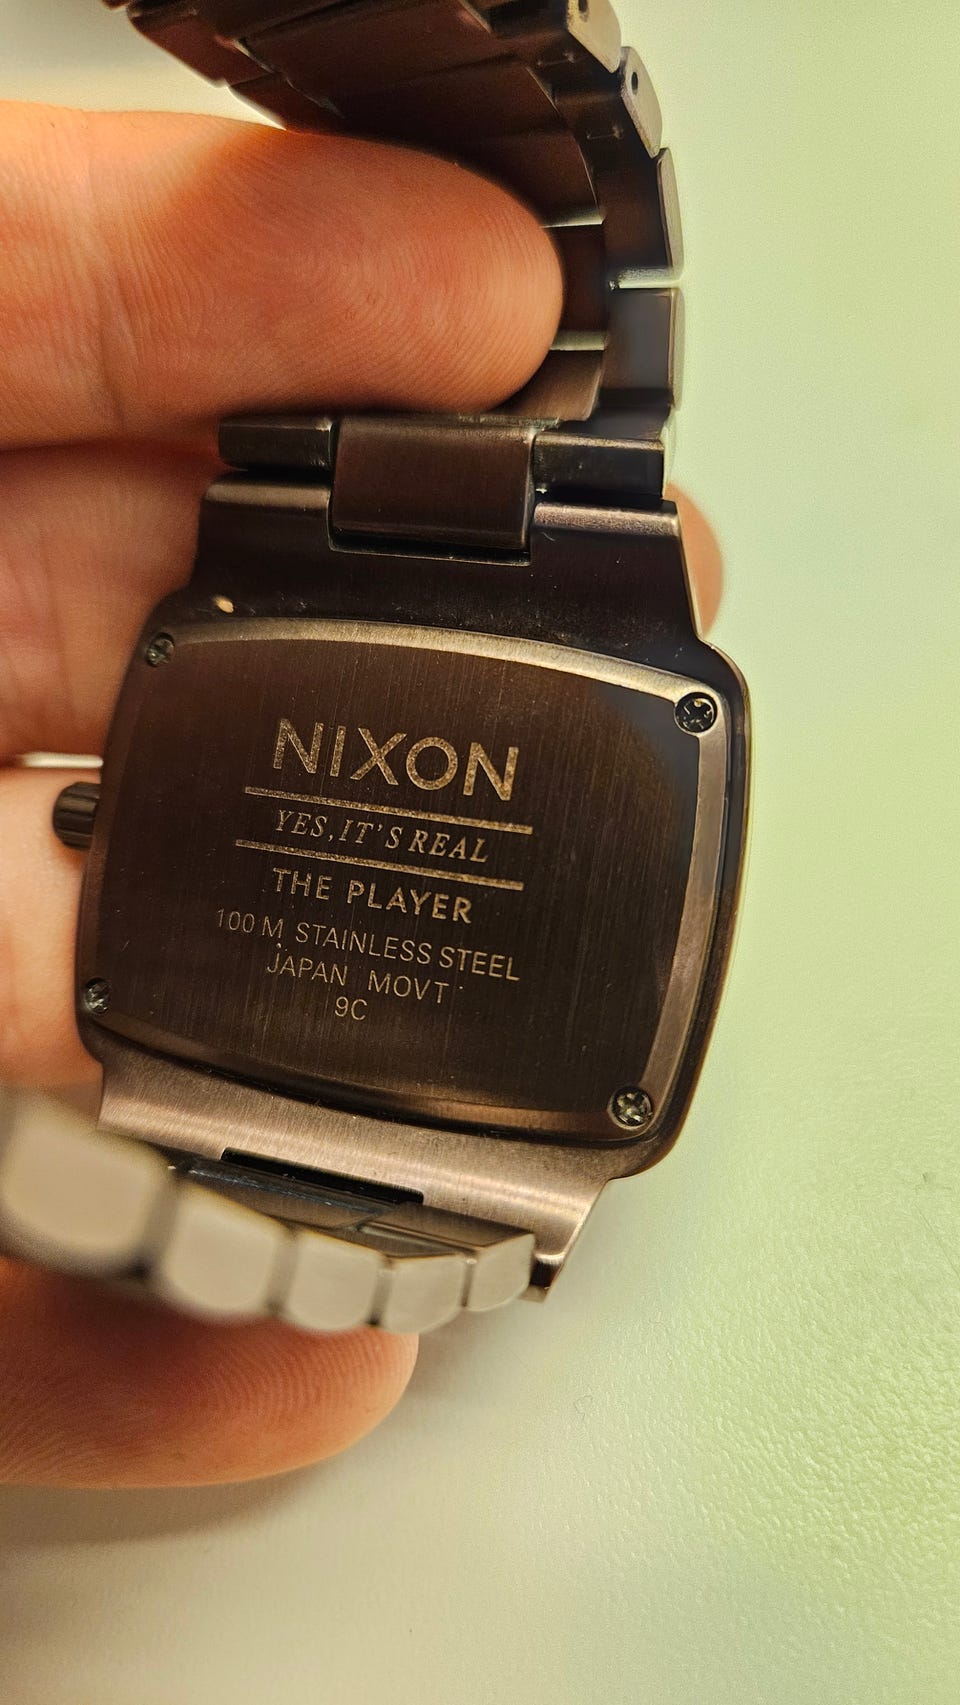 NIXON
YES, IT'S REAL
THE PLAYER
100 M STAINLESS STEEL
JAPAN MOVT
9C